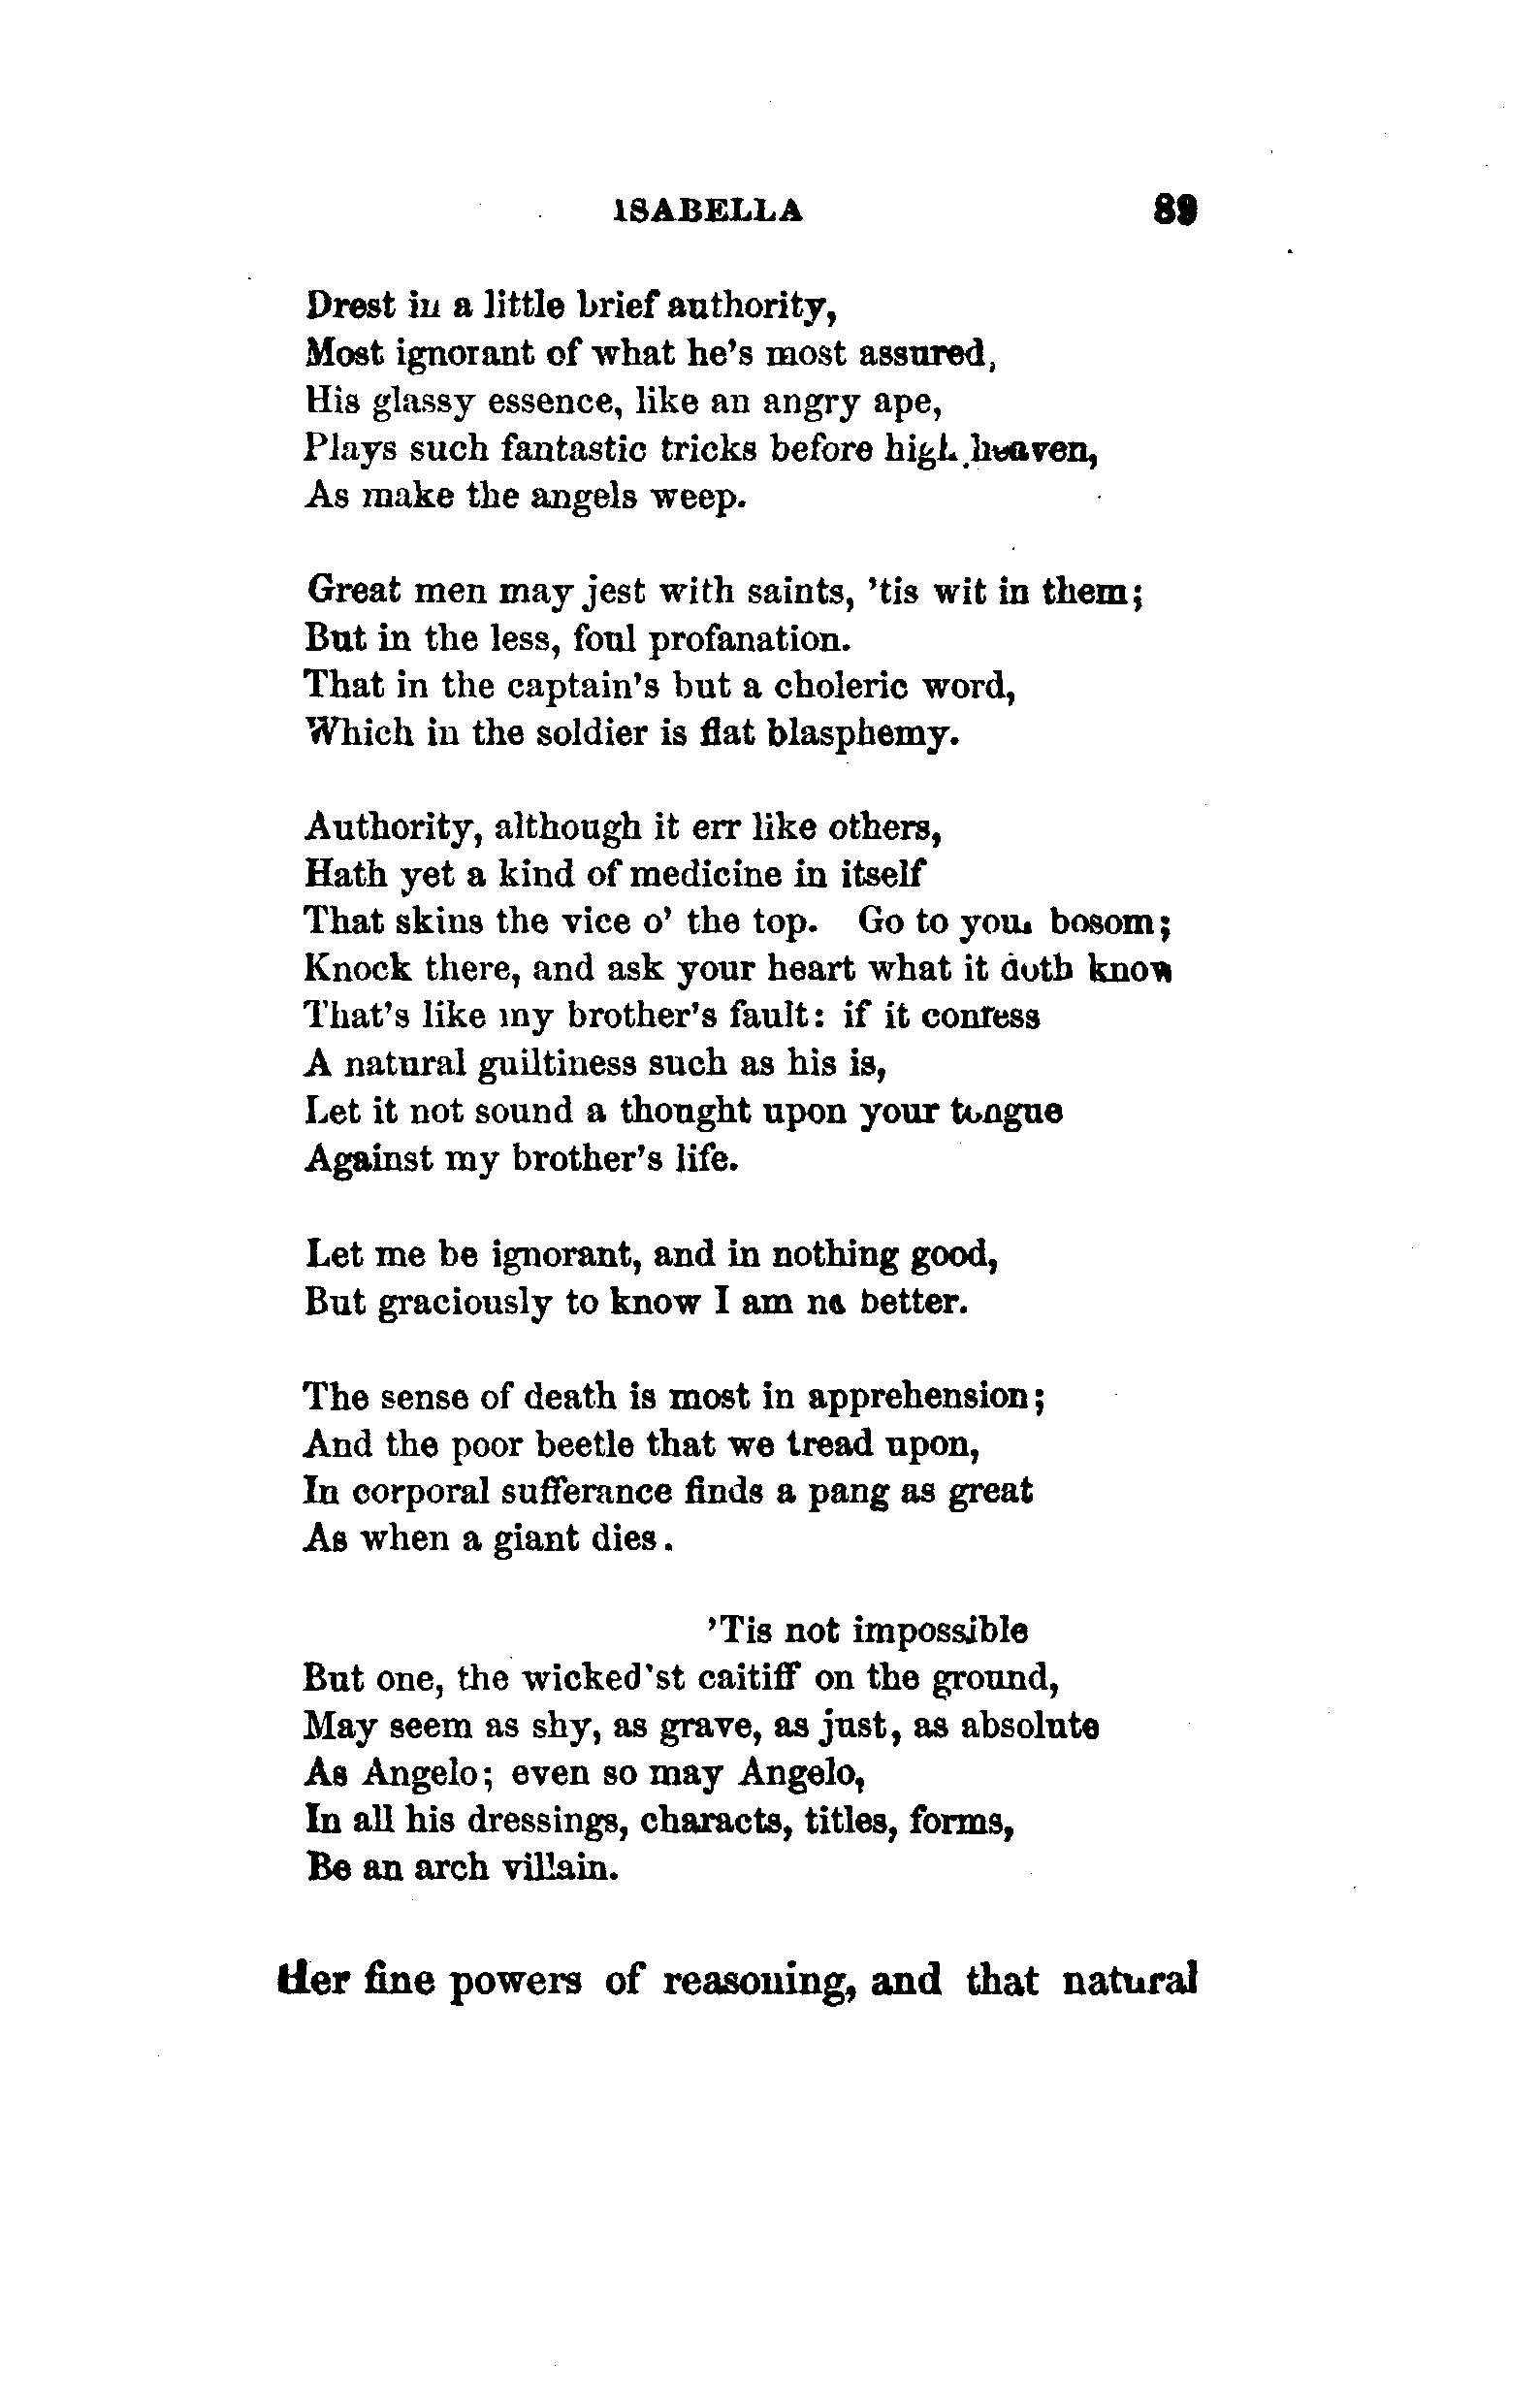 ISABELLA 89
Drest in a little brief authority,
Most ignorant of what he's most assured,
His glassy essence, like an angry ape,
Plays such fantastic tricks before high heaven,
As make the angels weep.
Great men may jest with saints, 'tis wit in them;
But in the less, foul profanation.
That in the captain's but a choleric word,
Which in the soldier is flat blasphemy.
Authority, although it err like others,
Hath yet a kind of medicine in itself
That skins the vice o' the top. Go to your bosom;
Knock there, and ask your heart what it doth know
That's like my brother's fault: if it confess
A natural guiltiness such as his is,
Let it not sound a thought upon your tongue
Against my brother's life.
Let me be ignorant, and in nothing good,
But graciously to know I am no better.
The sense of death is most in apprehension;
And the poor beetle that we tread upon,
In corporal sufferance finds a pang as great
As when a giant dies.
'Tis not impossible
But one, the wicked'st caitiff on the ground,
May seem as shy, as grave, as just, as absolute
As Angelo; even so may Angelo,
In all his dressings, characts, titles, forms,
Be an arch villain.
Her fine powers of reasoning, and that natural